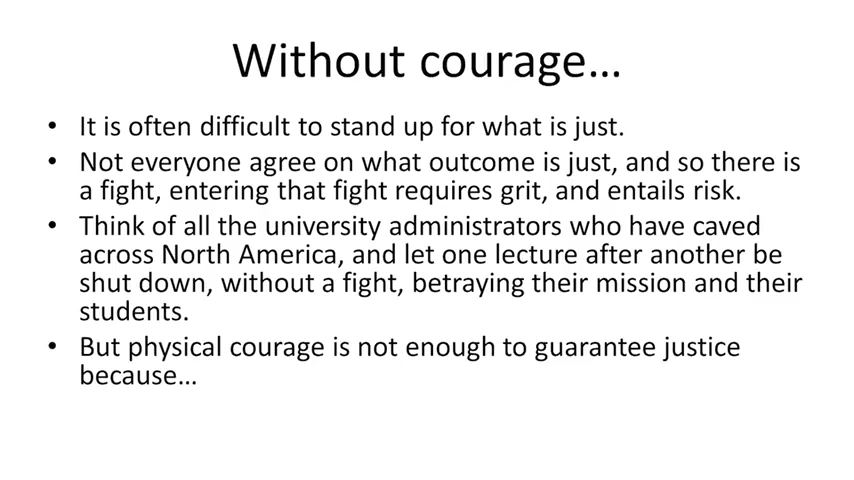 Without courage…
• It is often difficult to stand up for what is just.
• Not everyone agree on what outcome is just, and so there is
a fight, entering that fight requires grit, and entails risk.
• Think of all the university administrators who have caved
across North America, and let one lecture after another be
shut down, without a fight, betraying their mission and their
students.
• But physical courage is not enough to guarantee justice
because…